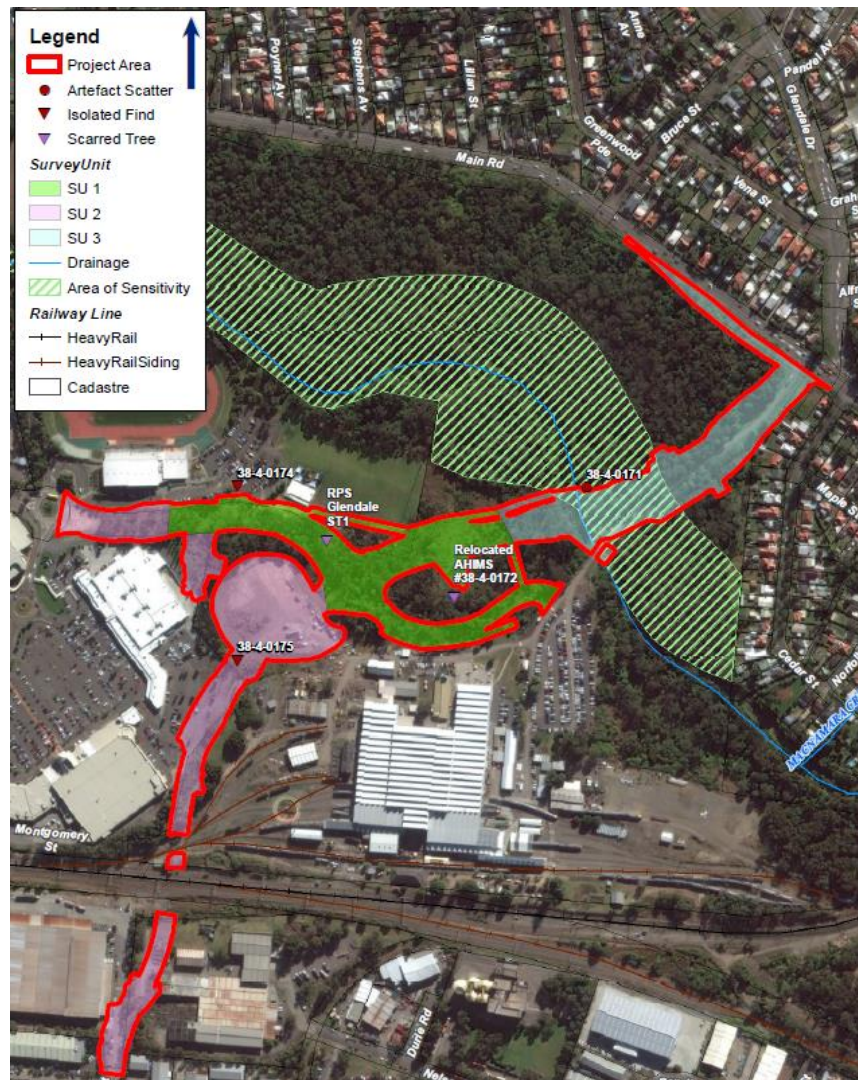 Legend
Project Area
Artefact Scatter
Isolated Find
Scarred Tree
SurveyUnit
SU 1
SU 2
SU 3
Drainage
Area of Sensitivity
Railway Line
HeavyRail
HeavyRailSiding
Cadastre
Poyner Av
Stephens Av
Lilian St
Anne Av
Pandel Av
Glendale Dr
Greenwood Pde
Bruce St
Main Rd
Vena St
38-4-0174
38-4-0171
RPS
Glendale
ST1
Relocated
AHIMS
#38-4-0172
Maple St
38-4-0175
Cedar St
Montgomery
St
Durie Rd